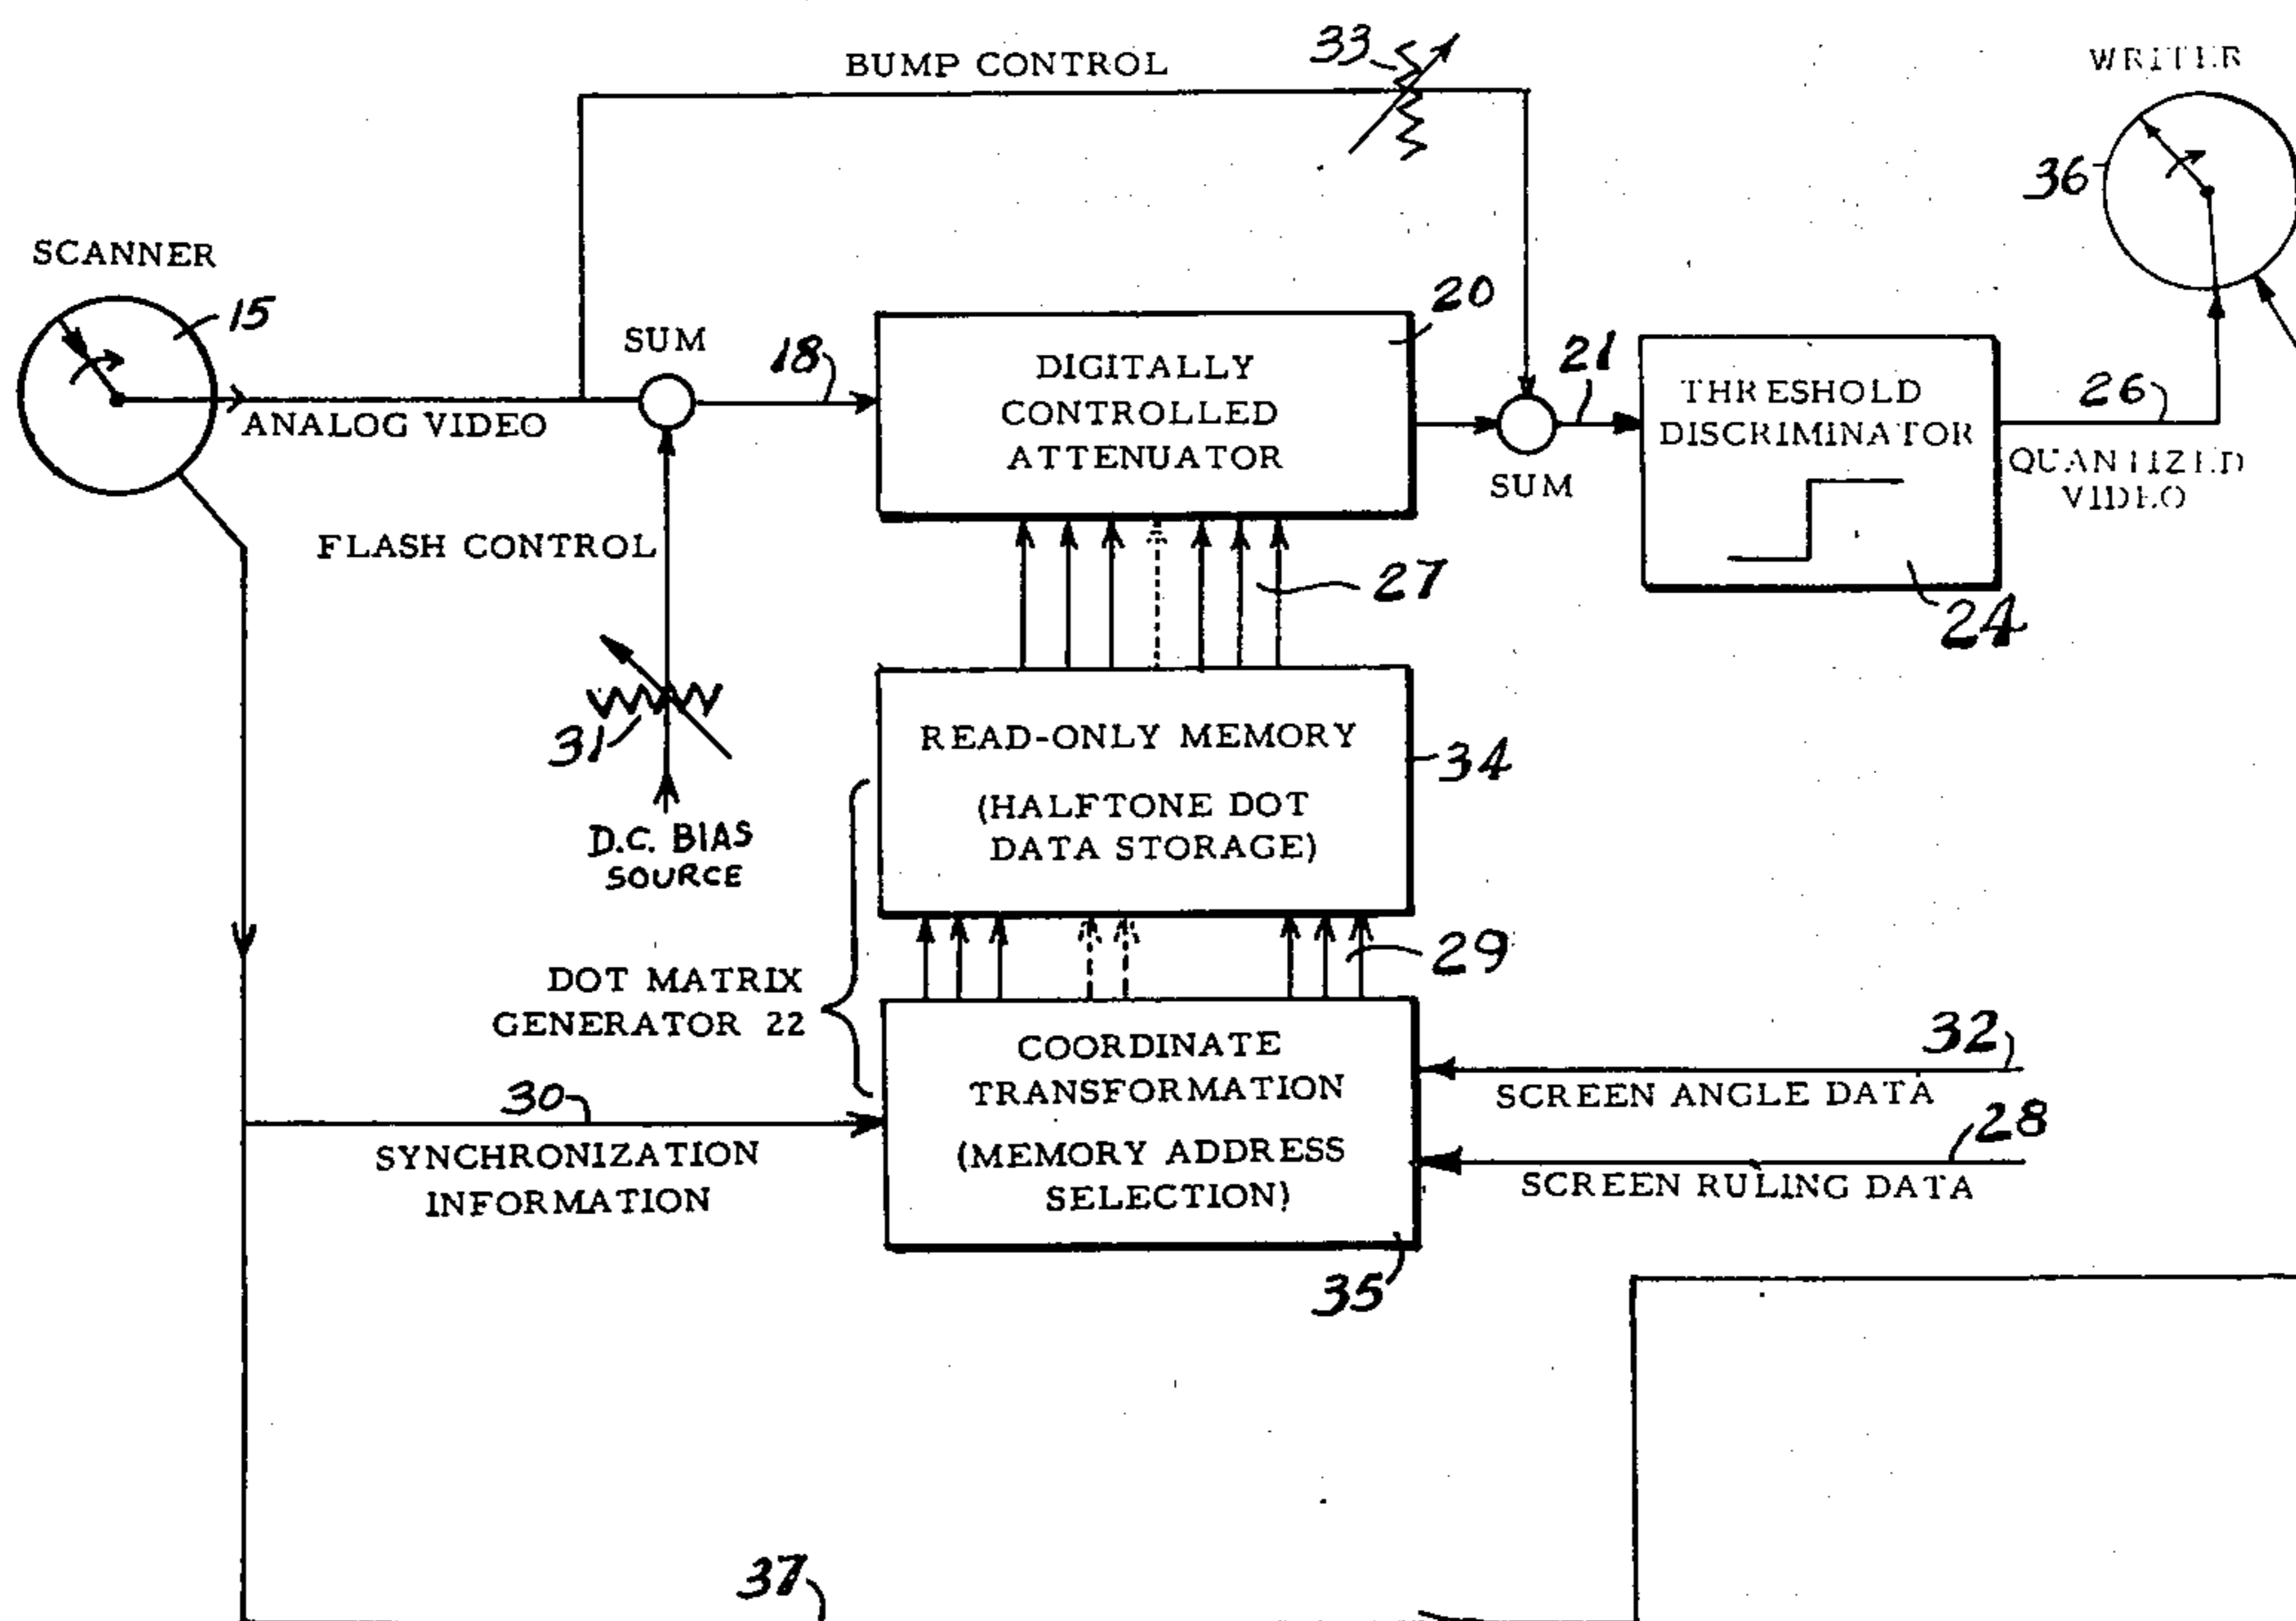 BUMP CONTROL
33
WRITER
36
SCANNER
15
SUM
18
20
DIGITALLY
CONTROLLED
ATTENUATOR
ANALOG VIDEO
21
SUM
THRESHOLD
DISCRIMINATOR
24
26
QUANTIZED
VIDEO
FLASH CONTROL
27
31
D.C. BIAS
SOURCE
READ-ONLY MEMORY
(HALFTONE DOT
DATA STORAGE)
34
29
DOT MATRIX
GENERATOR 22
COORDINATE
TRANSFORMATION
(MEMORY ADDRESS
SELECTION)
35
30
SYNCHRONIZATION
INFORMATION
32
SCREEN ANGLE DATA
28
SCREEN RULING DATA
37